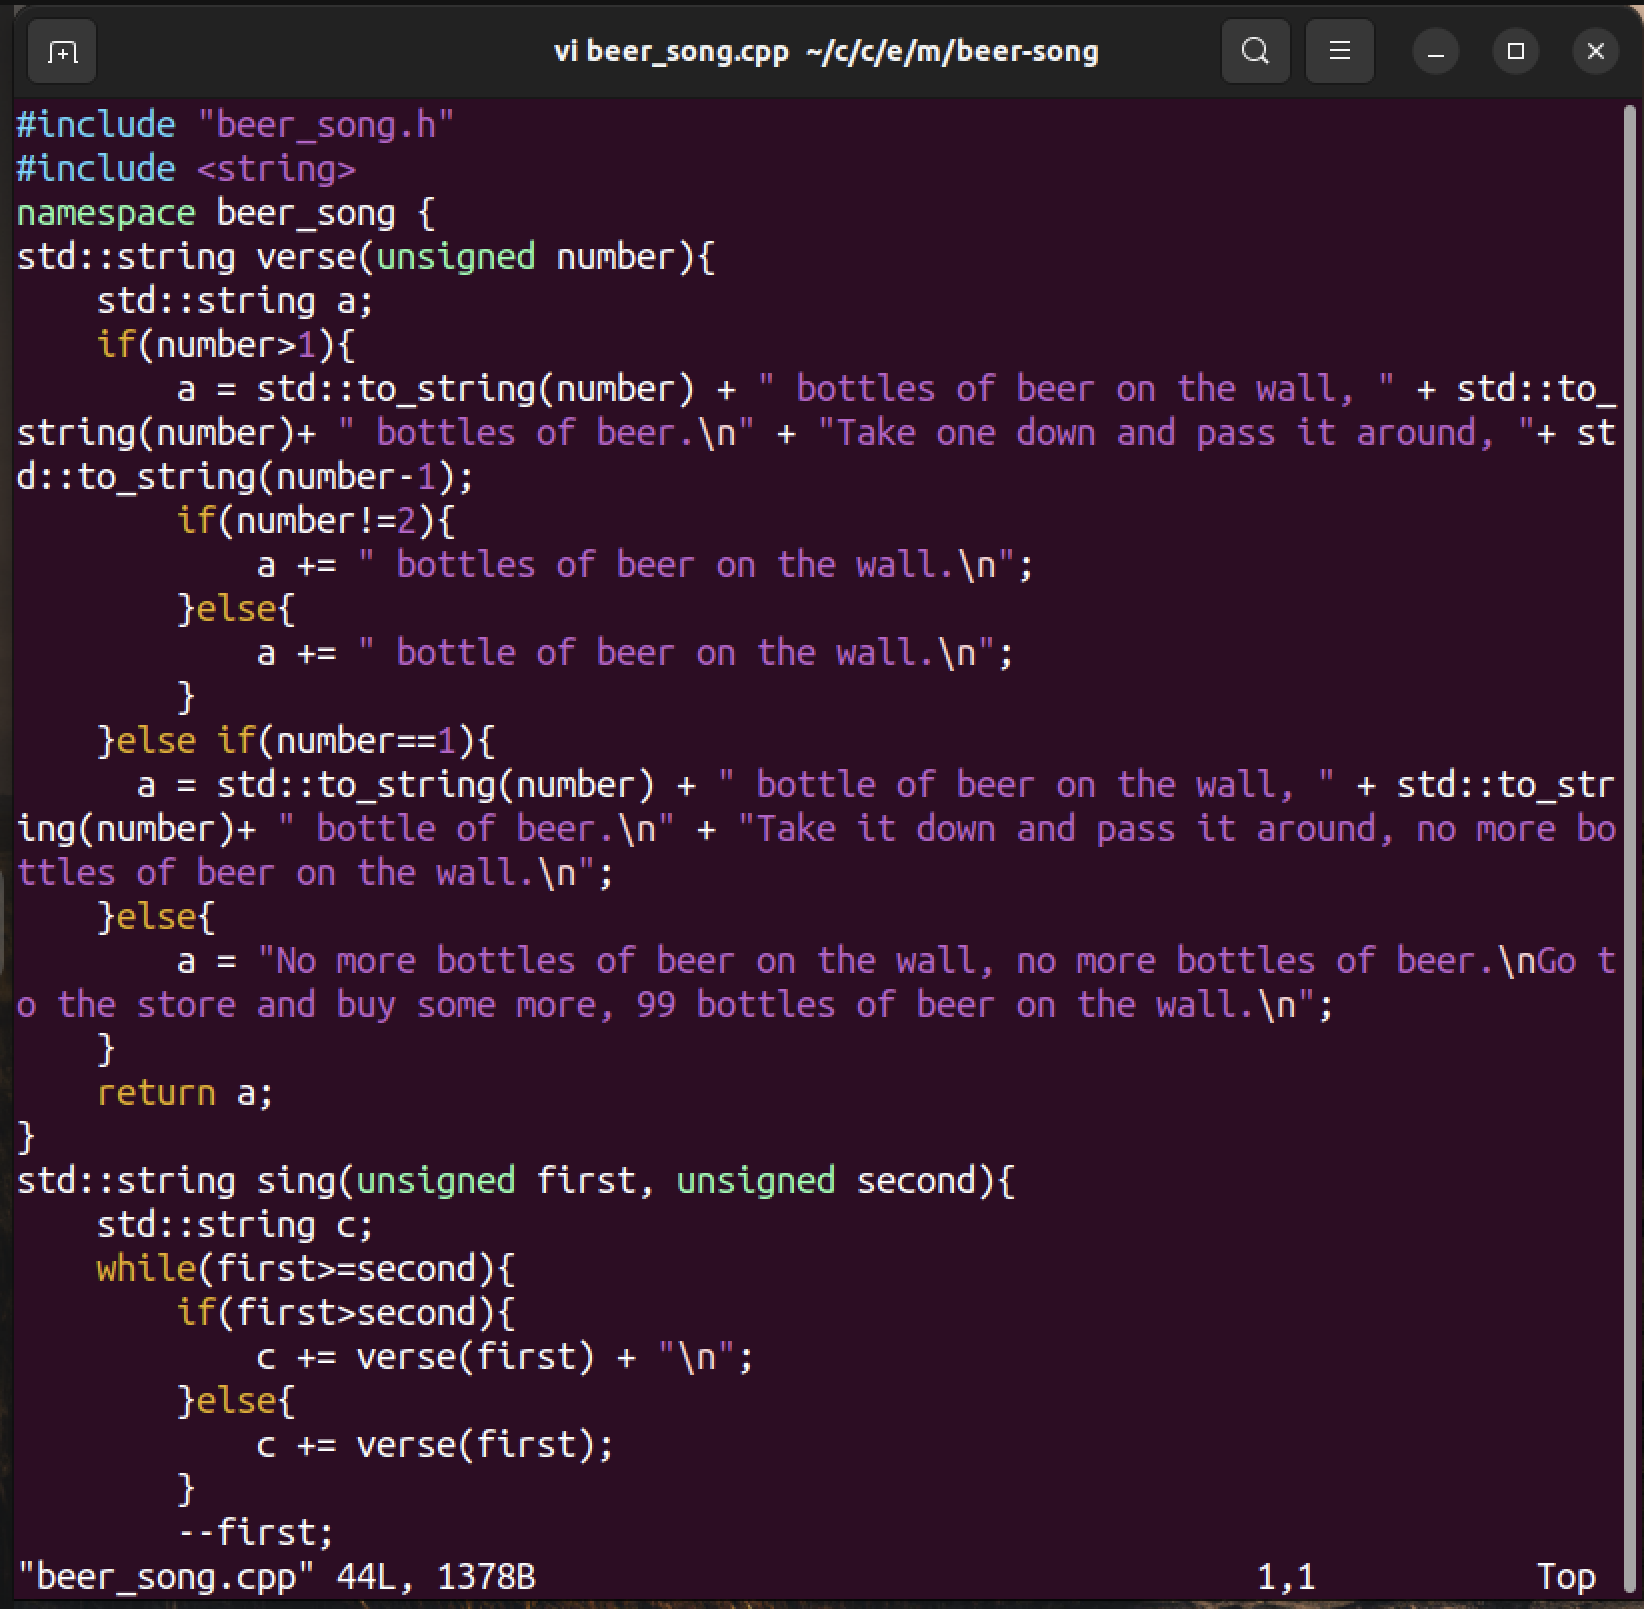 vi beer_song.cpp ~/c/c/e/m/beer-song
#include "beer_song.h"
#include <string>
namespace beer_song {
std::string verse(unsigned number){
    std::string a;
    if(number>1){
        a = std::to_string(number) + " bottles of beer on the wall, " + std::to_
string(number)+ " bottles of beer.\n" + "Take one down and pass it around, "+ st
d::to_string(number-1);
        if(number!=2){
            a += " bottles of beer on the wall.\n";
        }else{
            a += " bottle of beer on the wall.\n";
        }
    }else if(number==1){
      a = std::to_string(number) + " bottle of beer on the wall, " + std::to_str
ing(number)+ " bottle of beer.\n" + "Take it down and pass it around, no more bo
ttles of beer on the wall.\n";
    }else{
        a = "No more bottles of beer on the wall, no more bottles of beer.\nGo t
o the store and buy some more, 99 bottles of beer on the wall.\n";
    }
    return a;
}
std::string sing(unsigned first, unsigned second){
    std::string c;
    while(first>=second){
        if(first>second){
            c += verse(first) + "\n";
        }else{
            c += verse(first);
        }
        --first;
"beer_song.cpp" 44L, 1378B 1,1 Top